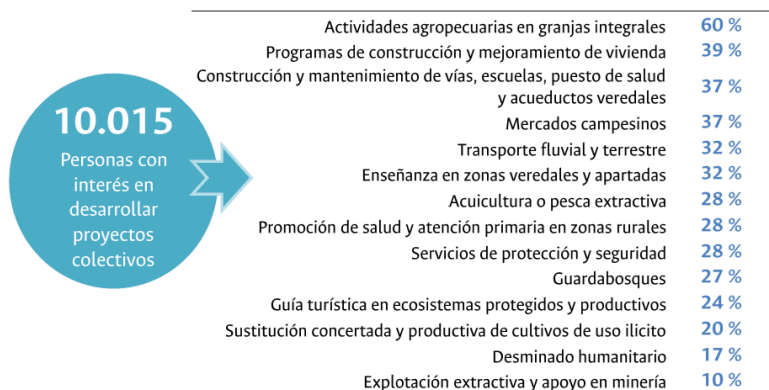 10.015
Personas con
interés en
desarrollar
proyectos
colectivos
Actividades agropecuarias en granjas integrales 60 %
Programas de construcción y mejoramiento de vivienda 39 %
Construcción y mantenimiento de vías, escuelas, puesto de salud
y acueductos veredales 37 %
Mercados campesinos 37 %
Transporte fluvial y terrestre 32 %
Enseñanza en zonas veredales y apartadas 32 %
Acuicultura o pesca extractiva 28 %
Promoción de salud y atención primaria en zonas rurales 28 %
Servicios de protección y seguridad 28 %
Guardabosques 27 %
Guía turística en ecosistemas protegidos y productivos 24 %
Sustitución concertada y productiva de cultivos de uso ilicito 20 %
Desminado humanitario 17 %
Explotación extractiva y apoyo en minería 10 %